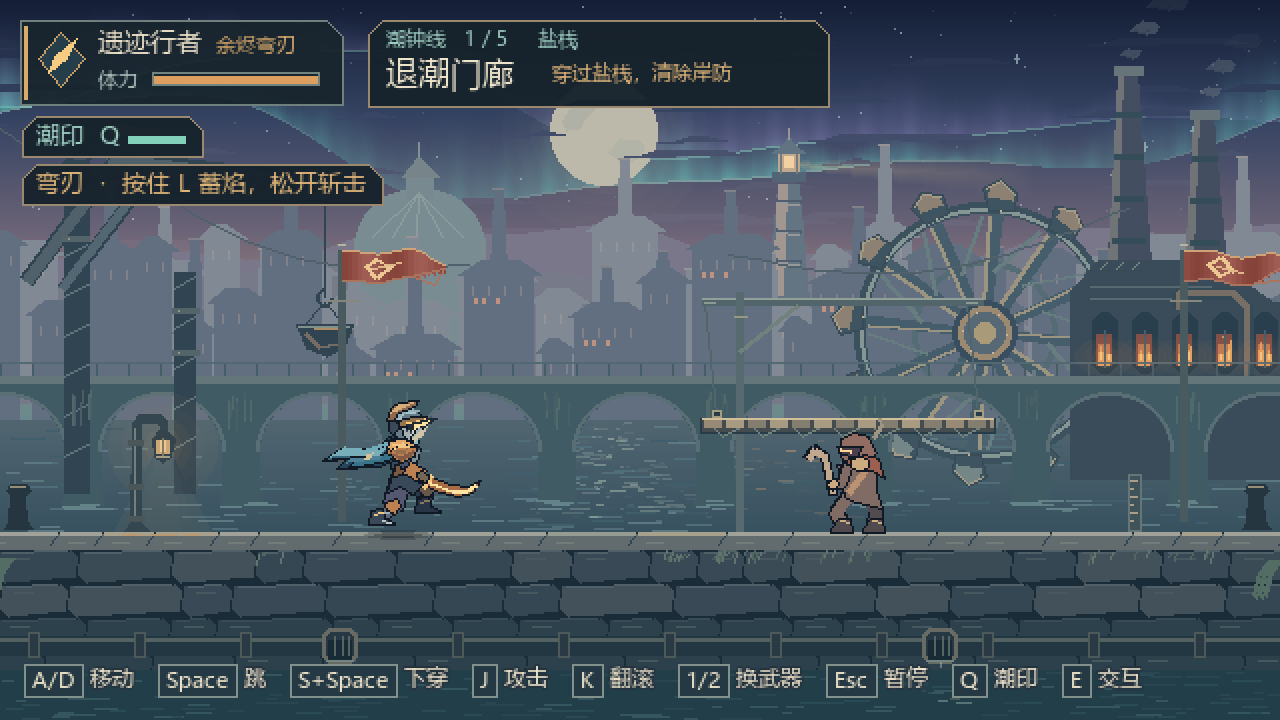 遗迹行者 余烬弯刃
体力
潮钟线 1 / 5 盐栈
退潮门廊 穿过盐栈，清除岸防
潮印 Q
弯刃 · 按住 L 蓄焰，松开斩击
A/D 移动 Space 跳 S+Space 下穿 J 攻击 K 翻滚 1/2 换武器 Esc 暂停 Q 潮印 E 交互